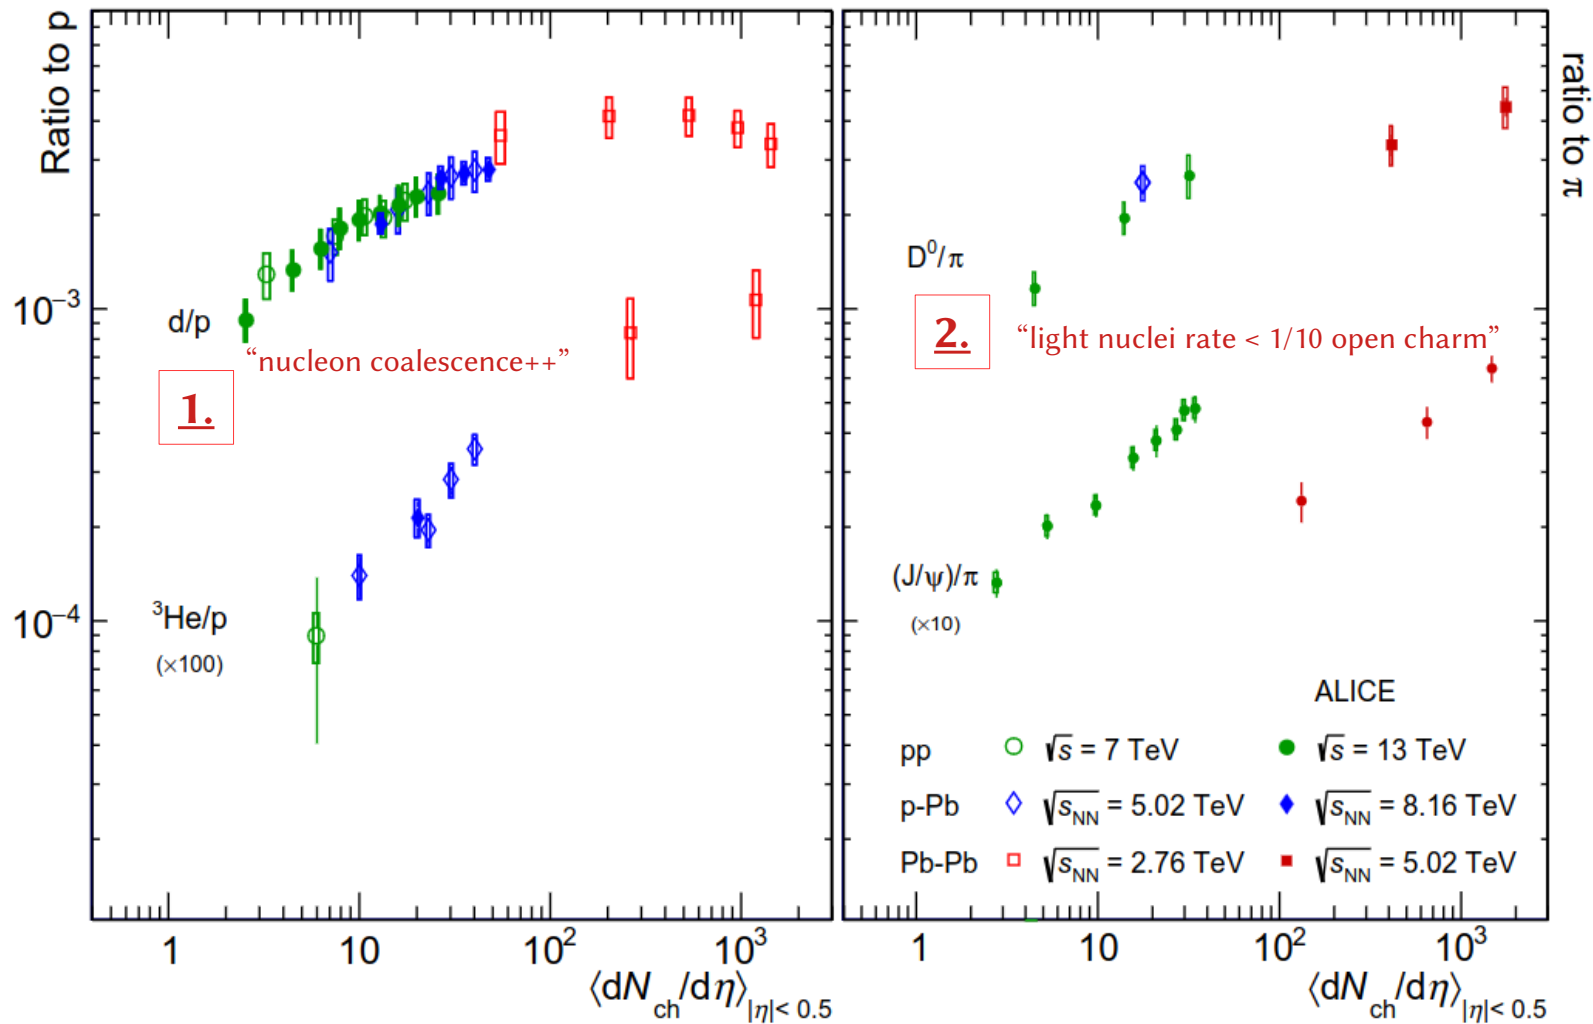 Ratio to p
10⁻³
10⁻⁴
d/p
“nucleon coalescence++”
1.
³He/p
(×100)
1
10
10²
10³
⟨dN_ch/dη⟩_|η|< 0.5
ratio to π
D⁰/π
2.
“light nuclei rate < 1/10 open charm”
(J/ψ)/π
(×10)
ALICE
pp √s = 7 TeV √s = 13 TeV
p-Pb √s_NN = 5.02 TeV √s_NN = 8.16 TeV
Pb-Pb √s_NN = 2.76 TeV √s_NN = 5.02 TeV
1
10
10²
10³
⟨dN_ch/dη⟩_|η|< 0.5